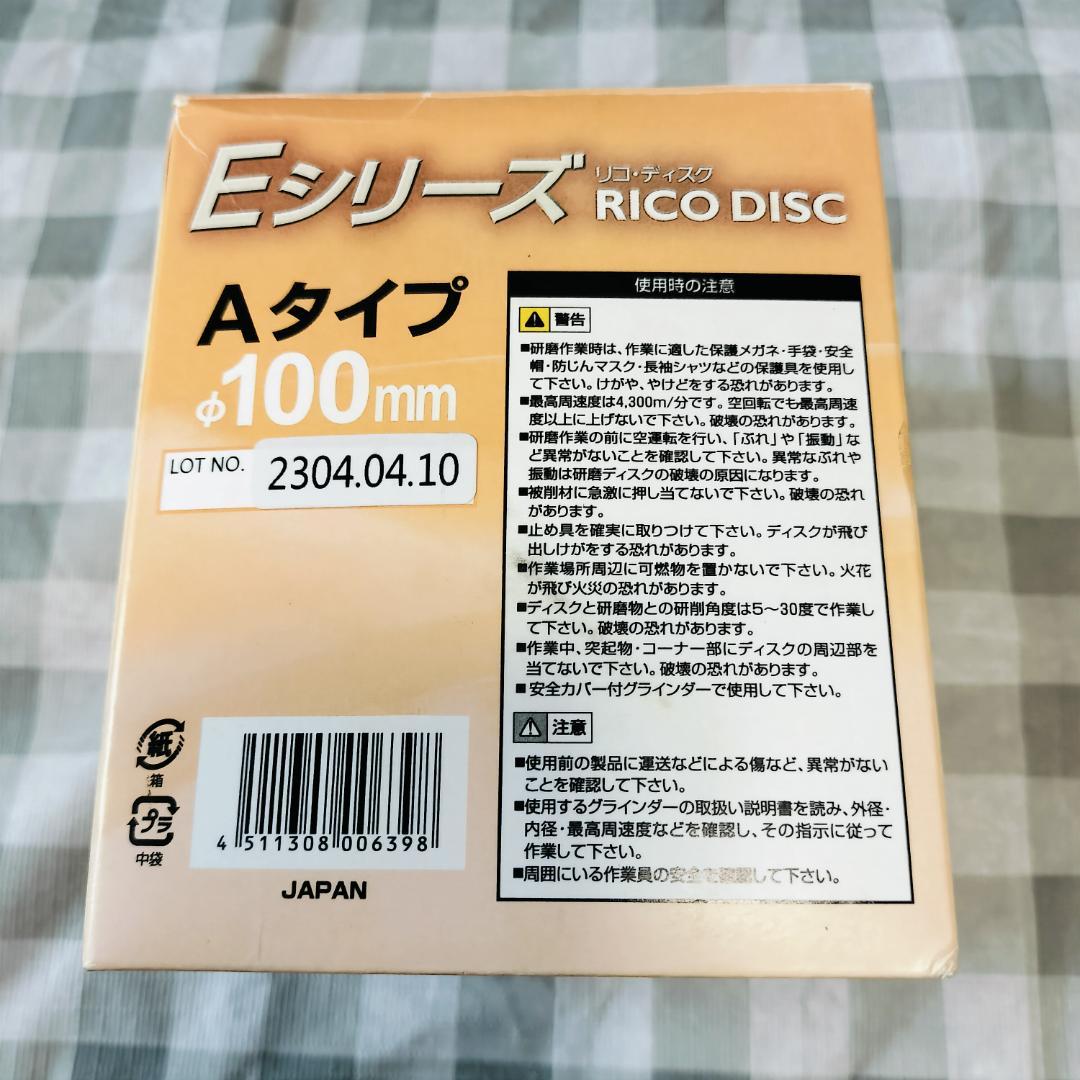 Eシリーズ
リコ・ディスク
RICO DISC
Aタイプ
φ100mm
LOT NO.
2304.04.10
使用時の注意
警告
■研磨作業時は、作業に適した保護メガネ・手袋・安全
帽・防じんマスク・長袖シャツなどの保護具を使用し
て下さい。けがや、やけどをする恐れがあります。
■最高周速度は4,300m/分です。空回転でも最高周速
度以上に上げないで下さい。破壊の恐れがあります。
■研磨作業の前に空運転を行い、「ぶれ」や「振動」な
ど異常がないことを確認して下さい。異常なぶれや
振動は研磨ディスクの破壊の原因になります。
■被削材に急激に押し当てないで下さい。破壊の恐れ
があります。
■止め具を確実に取りつけて下さい。ディスクが飛び
出しけがをする恐れがあります。
■作業場所周辺に可燃物を置かないで下さい。火花
が飛び火災の恐れがあります。
■ディスクと研磨物との研削角度は5〜30度で作業し
て下さい。破壊の恐れがあります。
■作業中、突起物・コーナー部にディスクの周辺部を
当てないで下さい。破壊の恐れがあります。
■安全カバー付グラインダーで使用して下さい。
注意
■使用前の製品に運送などによる傷など、異常がない
ことを確認して下さい。
■使用するグラインダーの取扱い説明書を読み、外径・
内径・最高周速度などを確認し、その指示に従って
作業して下さい。
■周囲にいる作業員の安全を確認して下さい。
紙
箱
プラ
中袋
4 511308 006398
JAPAN